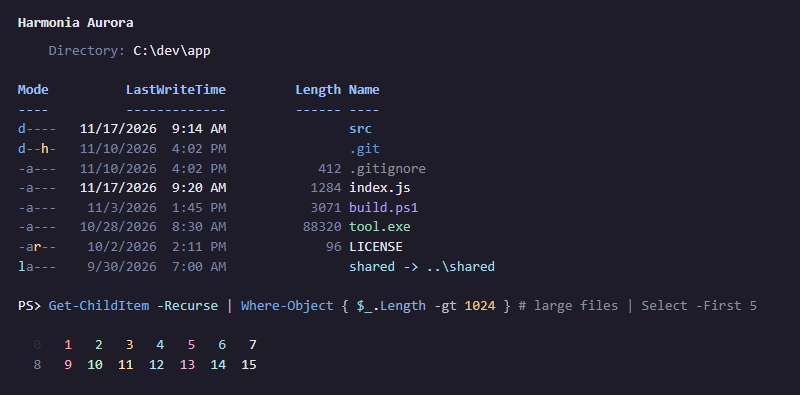 Harmonia Aurora
Directory: C:\dev\app
Mode LastWriteTime Length Name
---- ------------- ------ ----
d---- 11/17/2026 9:14 AM src
d--h- 11/10/2026 4:02 PM .git
-a--- 11/10/2026 4:02 PM 412 .gitignore
-a--- 11/17/2026 9:20 AM 1284 index.js
-a--- 11/3/2026 1:45 PM 3071 build.ps1
-a--- 10/28/2026 8:30 AM 88320 tool.exe
-ar-- 10/2/2026 2:11 PM 96 LICENSE
la--- 9/30/2026 7:00 AM shared -> ..\shared
PS> Get-ChildItem -Recurse | Where-Object { $_.Length -gt 1024 } # large files | Select -First 5
0 1 2 3 4 5 6 7
8 9 10 11 12 13 14 15